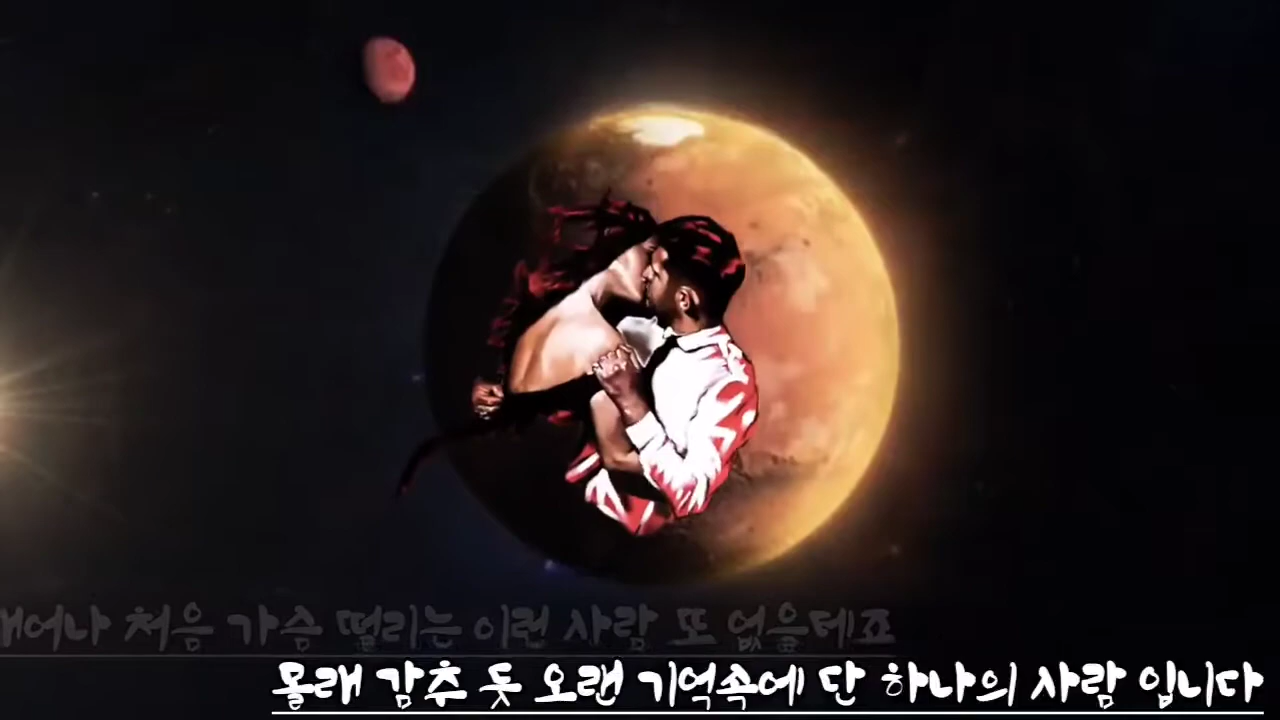 태어나 처음 가슴 떨리는 이런 사람 또 없을테죠
몰래 감추 듯 오랜 기억속에 단 하나의 사람 입니다